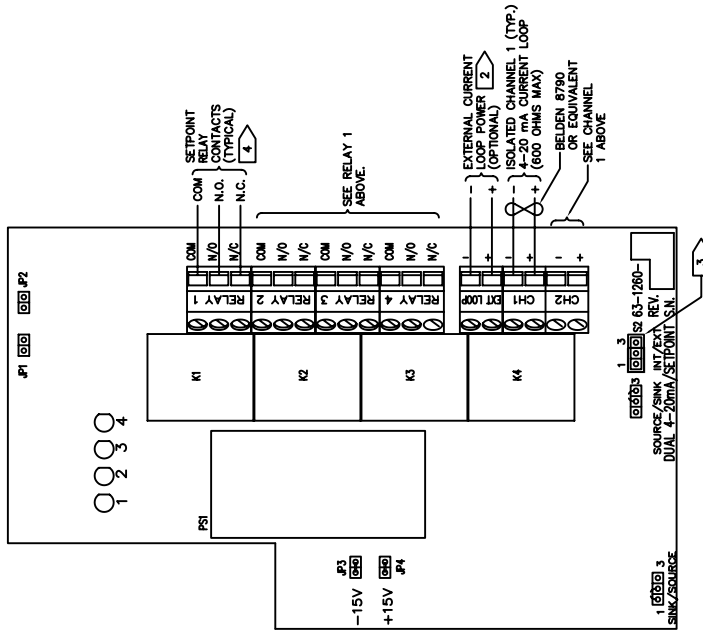 JP1
JP2
1
2
3
4
K1
K2
K3
K4
PS1
JP3
-15V
+15V
JP4
COM
N/O
N/C
RELAY 1
COM
N/O
N/C
RELAY 2
COM
N/O
N/C
RELAY 3
COM
N/O
N/C
RELAY 4
-
+
EXT LOOP
-
+
CH1
-
+
CH2
COM
N.O.
N.C.
SETPOINT
RELAY
CONTACTS
(TYPICAL)
4
SEE RELAY 1
ABOVE.
-
+
EXTERNAL CURRENT
LOOP POWER
(OPTIONAL)
2
-
+
ISOLATED CHANNEL 1 (TYP.)
4-20 mA CURRENT LOOP
(600 OHMS MAX)
BELDEN 8790
OR EQUIVALENT
SEE CHANNEL
1 ABOVE
1
3
SINK/SOURCE
3
1
3
S2
63-1260-
SOURCE/SINK
INT/EXT
REV.
DUAL 4-20mA/SETPOINT S.N.
3